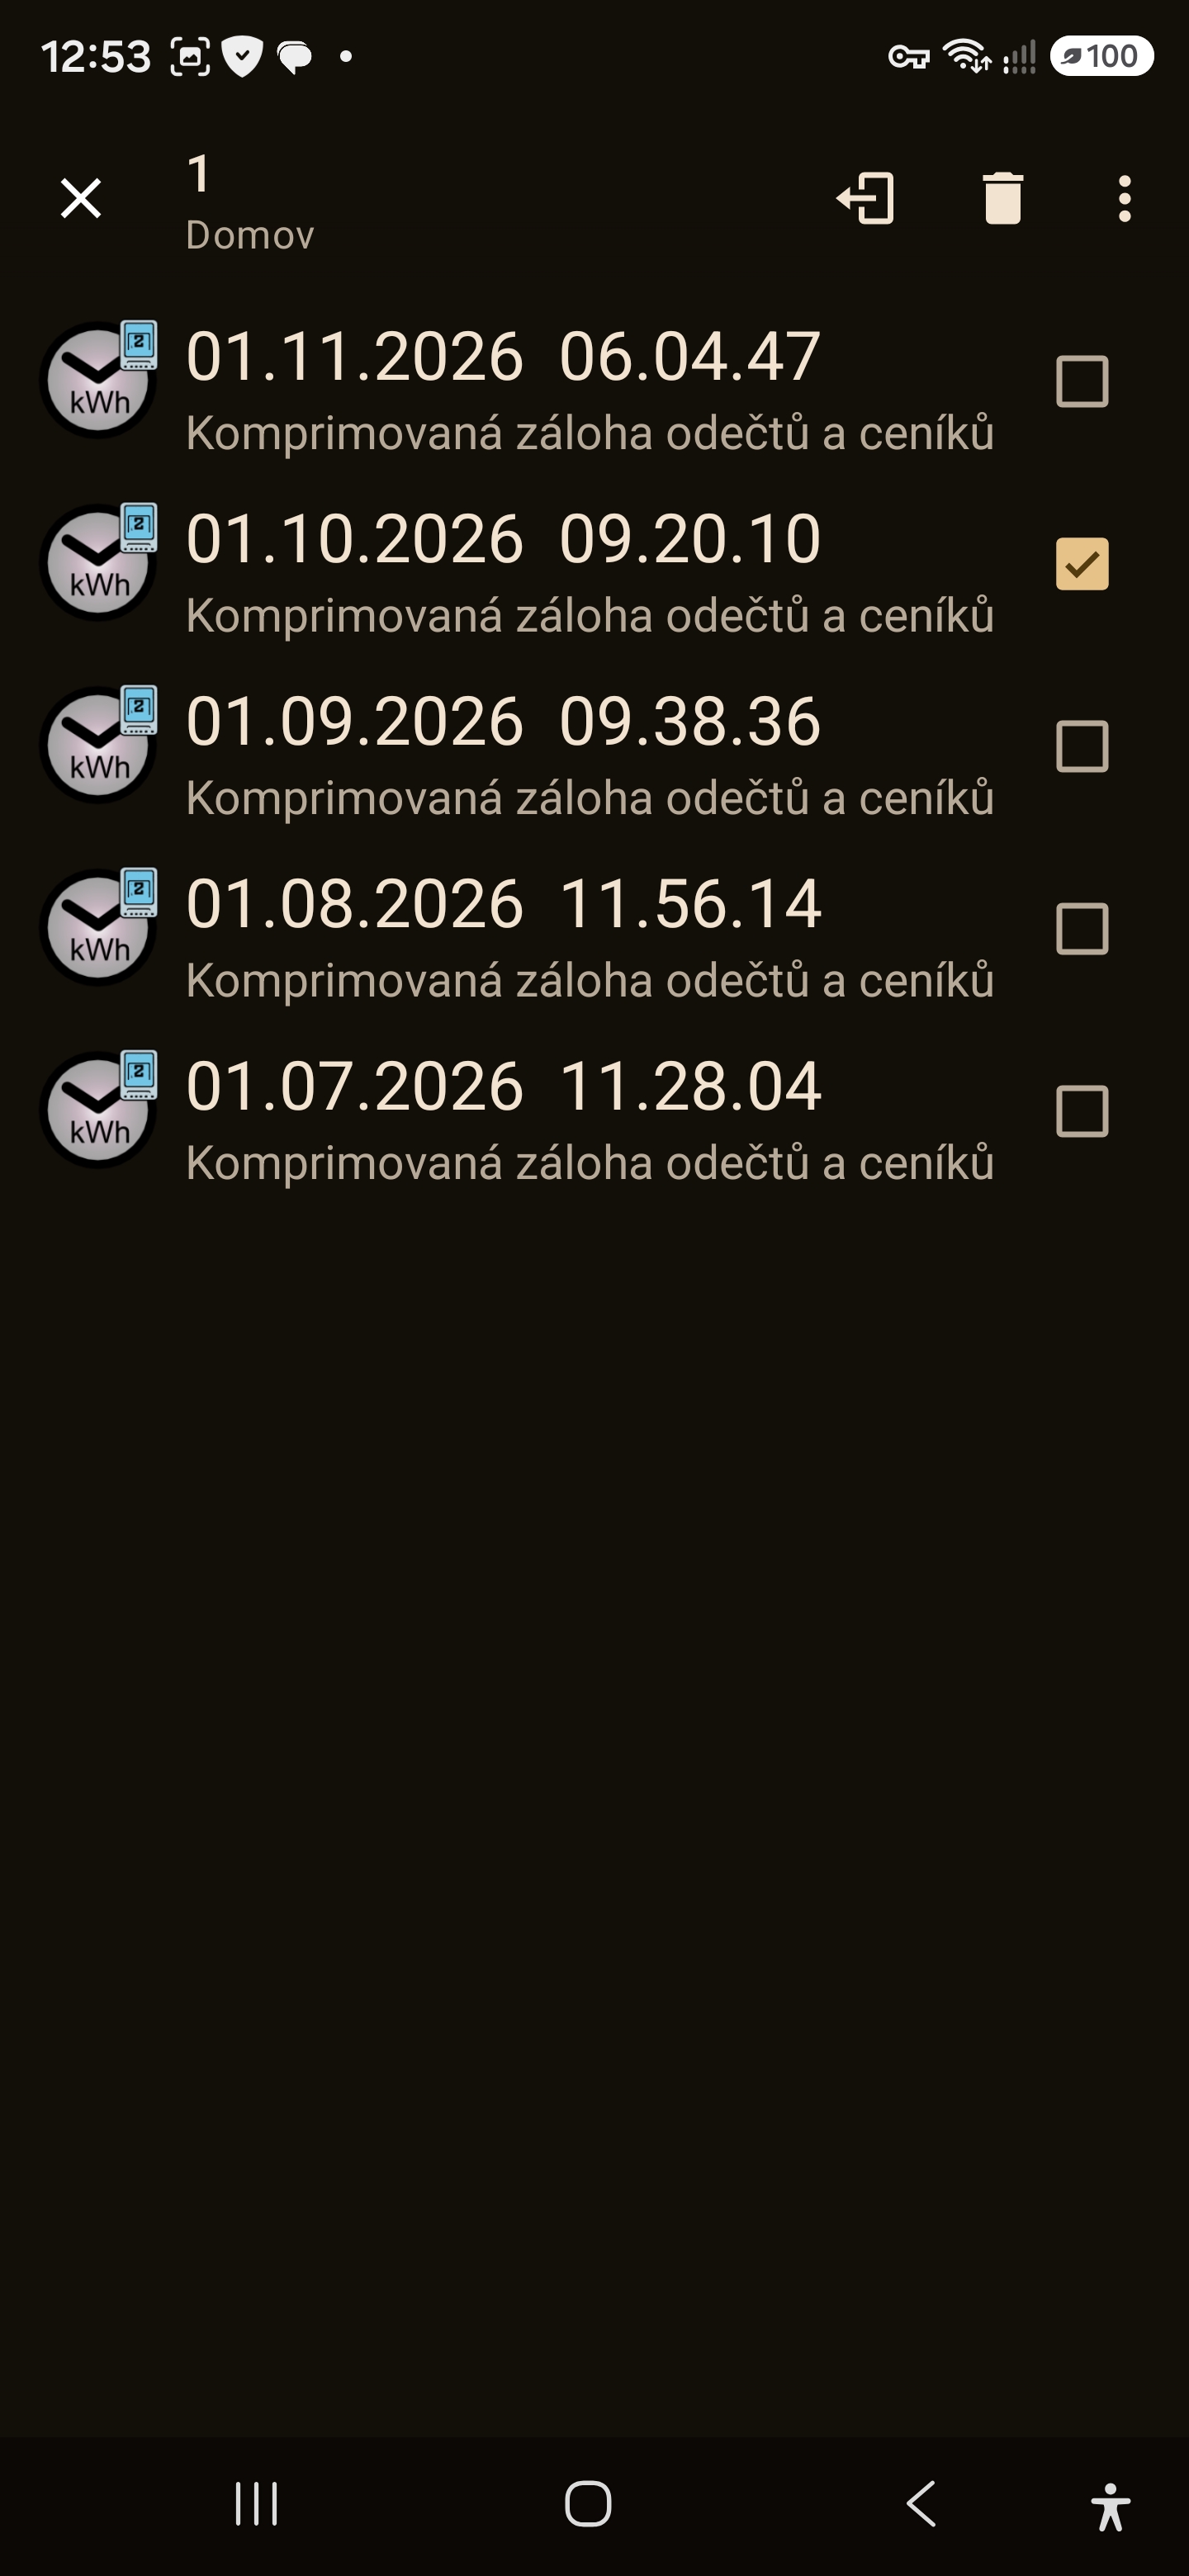 12:53
100
1
Domov
01.11.2026 06.04.47
Komprimovaná záloha odečtů a ceníků
kWh
01.10.2026 09.20.10
Komprimovaná záloha odečtů a ceníků
kWh
01.09.2026 09.38.36
Komprimovaná záloha odečtů a ceníků
kWh
01.08.2026 11.56.14
Komprimovaná záloha odečtů a ceníků
kWh
01.07.2026 11.28.04
Komprimovaná záloha odečtů a ceníků
kWh